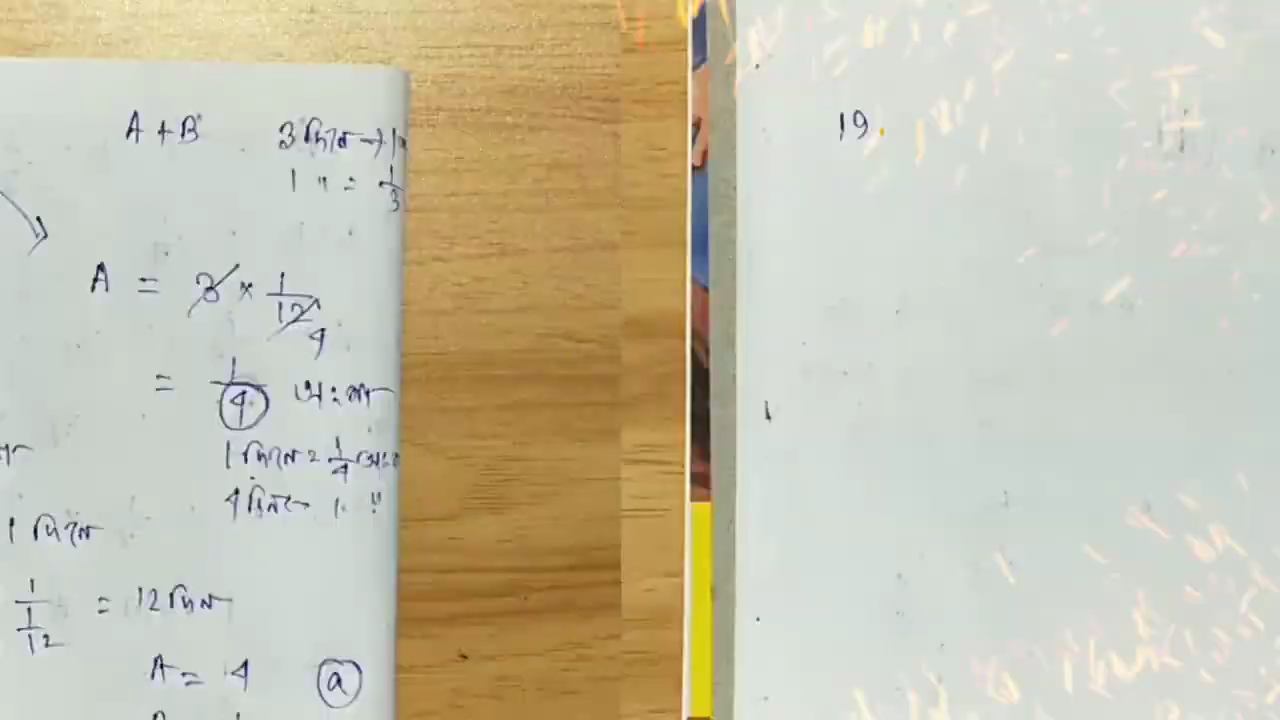 A + B 3 দিনে → 1
1 " = 1/3
A = 3 × 1/12 4
= 1/4 অংশ
1 দিনে = 1/4
4 দিনে 1 "
1 দিনে
1/(1/12) = 12 দিনে
A = 4 (a)
19.